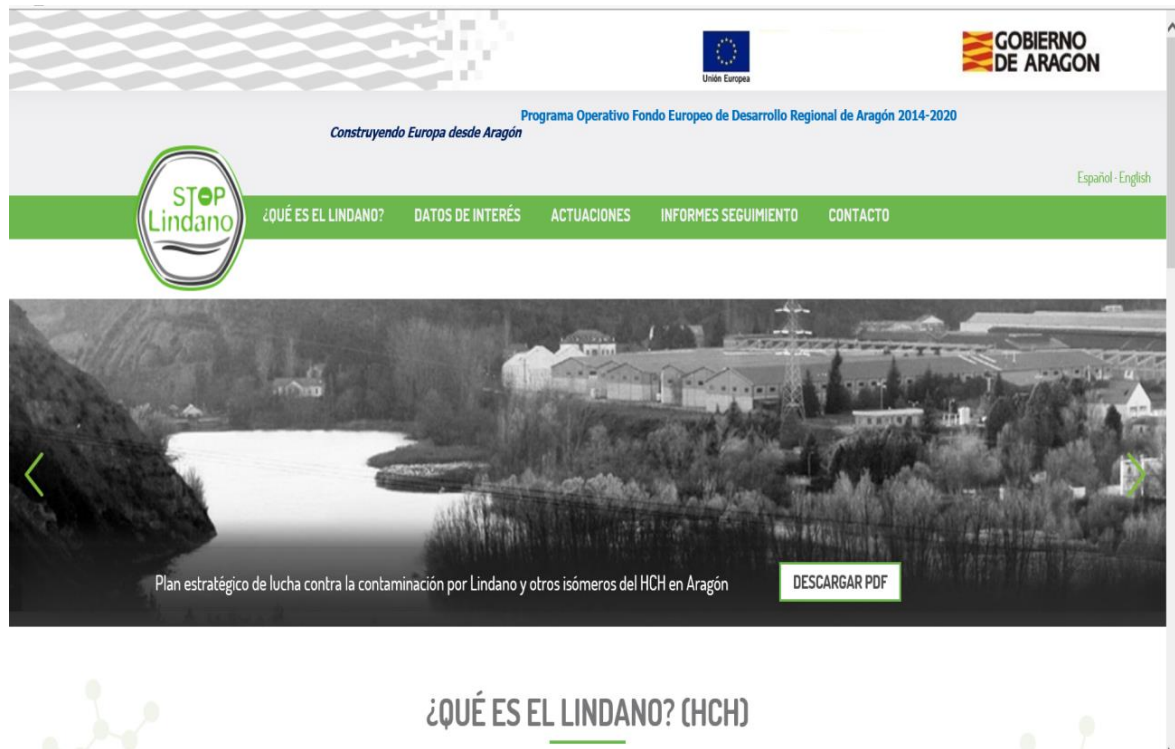 Unión Europea
GOBIERNO
DE ARAGON
Programa Operativo Fondo Europeo de Desarrollo Regional de Aragón 2014-2020
Construyendo Europa desde Aragón
Español · English
STOP
Lindano
¿QUÉ ES EL LINDANO? DATOS DE INTERÉS ACTUACIONES INFORMES SEGUIMIENTO CONTACTO
Plan estratégico de lucha contra la contaminación por Lindano y otros isómeros del HCH en Aragón DESCARGAR PDF
¿QUÉ ES EL LINDANO? (HCH)